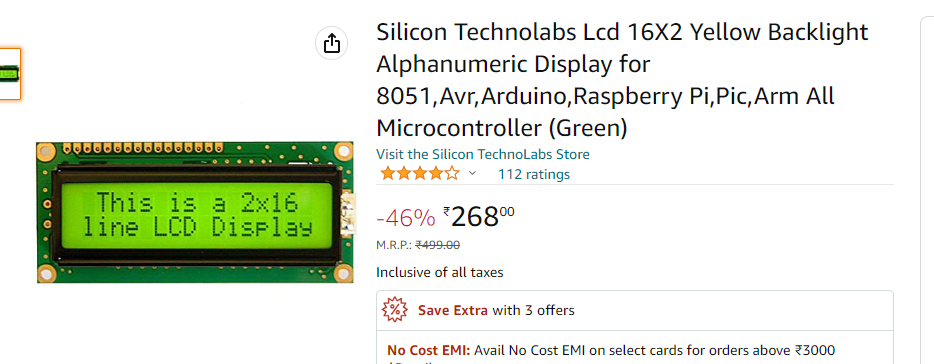 Silicon Technolabs Lcd 16X2 Yellow Backlight
Alphanumeric Display for
8051,Avr,Arduino,Raspberry Pi,Pic,Arm All
Microcontroller (Green)
Visit the Silicon TechnoLabs Store
112 ratings
This is a 2x16
line LCD Display
-46% ₹26800
M.R.P.: ₹499.00
Inclusive of all taxes
Save Extra with 3 offers
No Cost EMI: Avail No Cost EMI on select cards for orders above ₹3000